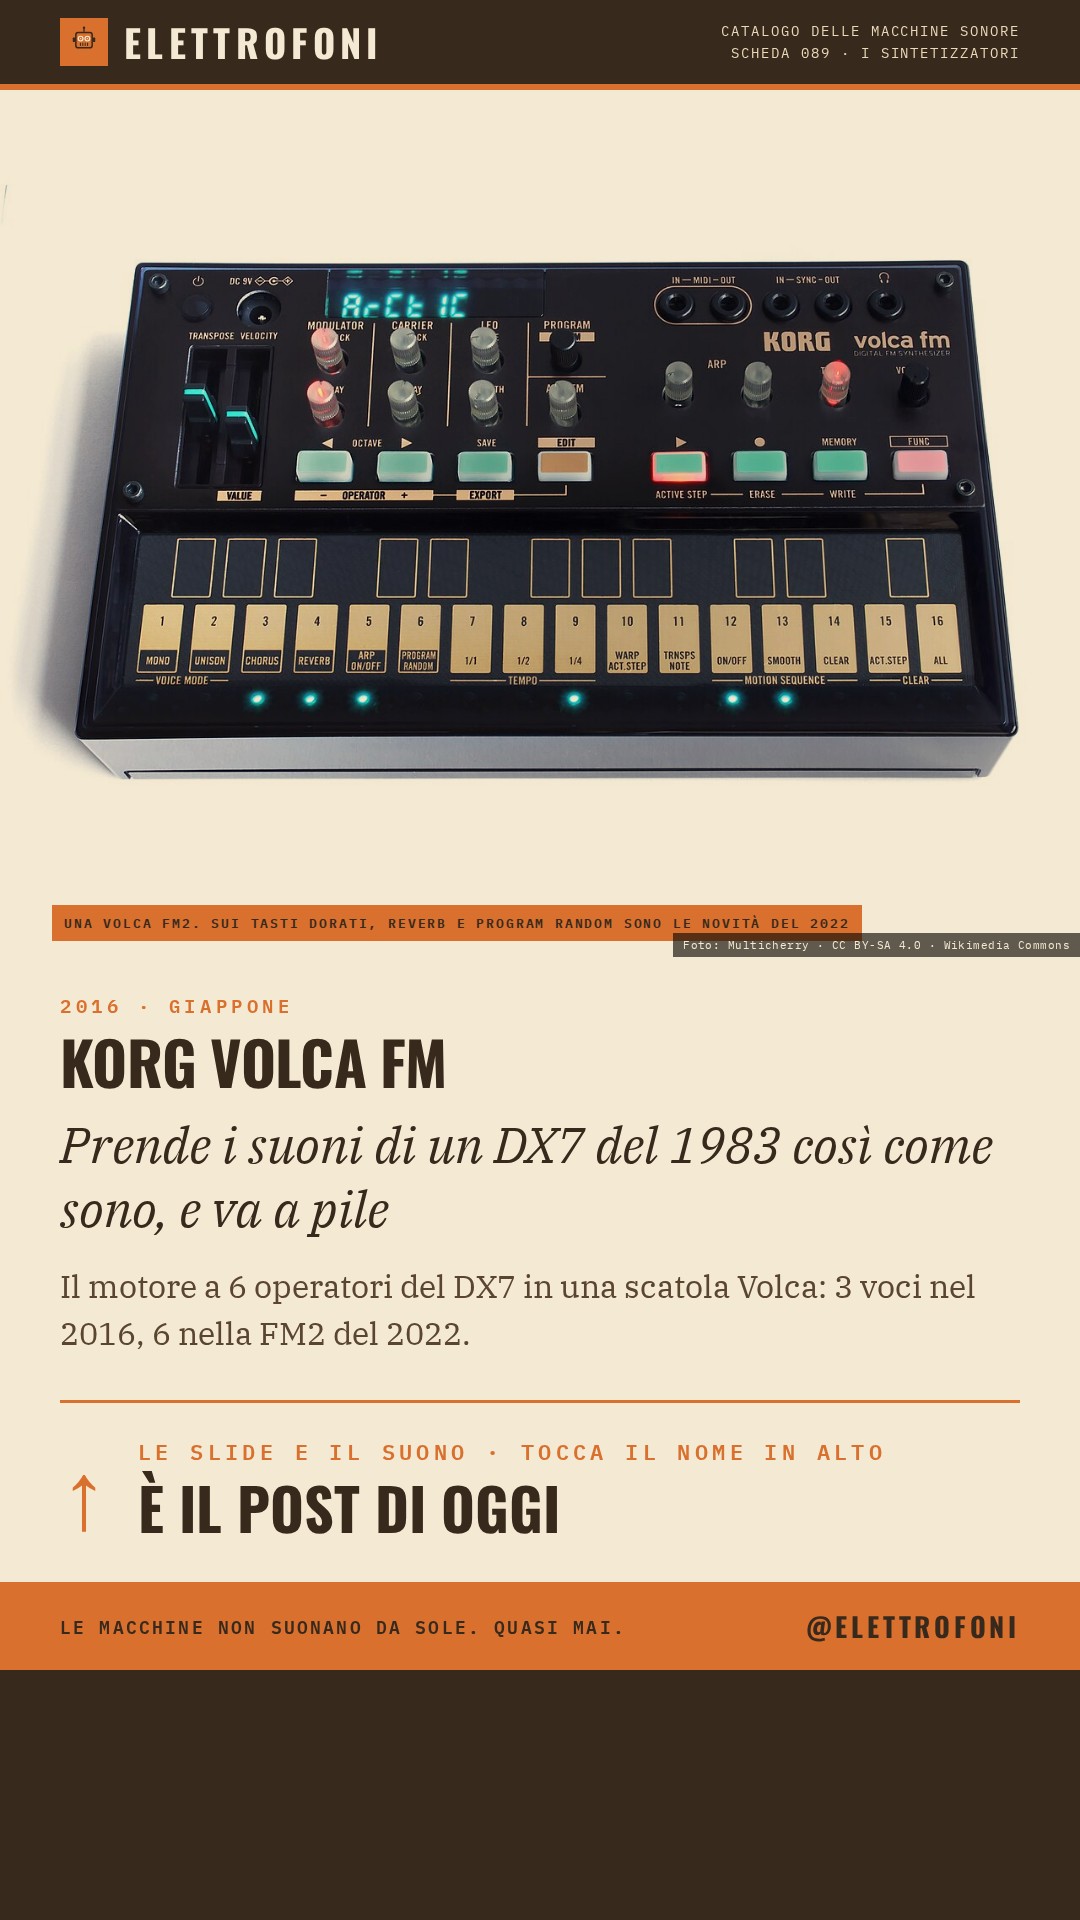 ELETTROFONI
CATALOGO DELLE MACCHINE SONORE
SCHEDA 089 · I SINTETIZZATORI
DC 9V
TRANSPOSE VELOCITY
ArCtIC
MODULATOR CARRIER LFO PROGRAM
IN—MIDI—OUT
IN—SYNC—OUT
KORG volca fm
DIGITAL FM SYNTHESIZER
ARP
OCTAVE SAVE EDIT
MEMORY FUNC
VALUE − OPERATOR + EXPORT
ACTIVE STEP ERASE WRITE
1 2 3 4 5 6 7 8 9 10 11 12 13 14 15 16
MONO UNISON CHORUS REVERB ARP ON/OFF PROGRAM RANDOM 1/1 1/2 1/4 WARP ACT.STEP TRNSPS NOTE ON/OFF SMOOTH CLEAR ACT.STEP ALL
VOICE MODE TEMPO MOTION SEQUENCE CLEAR
UNA VOLCA FM2. SUI TASTI DORATI, REVERB E PROGRAM RANDOM SONO LE NOVITÀ DEL 2022
Foto: Multicherry · CC BY-SA 4.0 · Wikimedia Commons
2016 · GIAPPONE
KORG VOLCA FM
Prende i suoni di un DX7 del 1983 così come
sono, e va a pile
Il motore a 6 operatori del DX7 in una scatola Volca: 3 voci nel
2016, 6 nella FM2 del 2022.
LE SLIDE E IL SUONO · TOCCA IL NOME IN ALTO
↑ È IL POST DI OGGI
LE MACCHINE NON SUONANO DA SOLE. QUASI MAI.
@ELETTROFONI